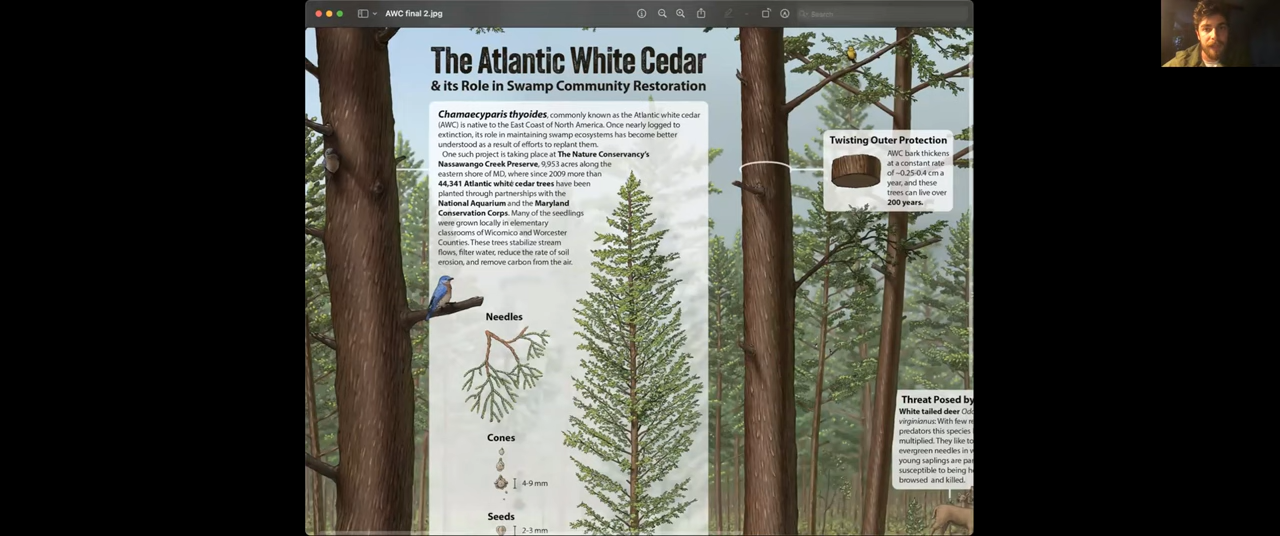 AWC final 2.jpg
Search
The Atlantic White Cedar
& its Role in Swamp Community Restoration
Chamaecyparis thyoides, commonly known as the Atlantic white cedar
(AWC) is native to the East Coast of North America. Once nearly logged to
extinction, its role in maintaining swamp ecosystems has become better
understood as a result of efforts to replant them.
One such project is taking place at The Nature Conservancy's
Nassawango Creek Preserve, 9,953 acres along the
eastern shore of MD, where since 2009 more than
44,341 Atlantic white cedar trees have been
planted through partnerships with the
National Aquarium and the Maryland
Conservation Corps. Many of the seedlings
were grown locally in elementary
classrooms of Wicomico and Worcester
Counties. These trees stabilize stream
flows, filter water, reduce the rate of soil
erosion, and remove carbon from the air.
Needles
Cones
4-9 mm
Seeds
2-3 mm
Twisting Outer Protection
AWC bark thickens
at a constant rate
of ~0.25-0.4 cm a
year, and these
trees can live over
200 years.
Threat Posed by
White tailed deer Odo
virginianus: With few re
predators this species
multiplied. They like to
evergreen needles in w
young saplings are par
susceptible to being he
browsed and killed.